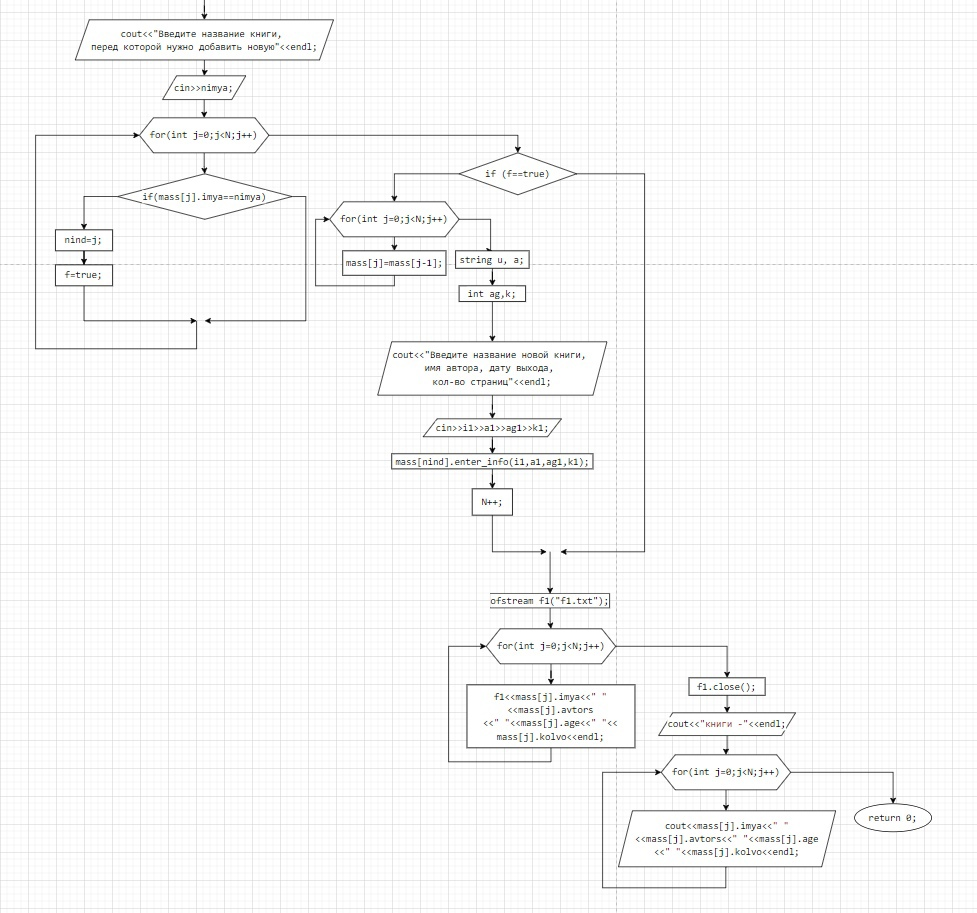 cout<<"Введите название книги,
перед которой нужно добавить новую"<<endl;
cin>>nimya;
for(int j=0;j<N;j++)
if(mass[j].imya==nimya)
nind=j;
f=true;
if (f==true)
for(int j=0;j<N;j++)
mass[j]=mass[j-1];
string u, a;
int ag,k;
cout<<"Введите название новой книги,
имя автора, дату выхода,
кол-во страниц"<<endl;
cin>>i1>>a1>>ag1>>k1;
mass[nind].enter_info(i1,a1,ag1,k1);
N++;
ofstream f1("f1.txt");
for(int j=0;j<N;j++)
f1<<mass[j].imya<<" "
<<mass[j].avtors
<<" "<<mass[j].age<<" "<<
mass[j].kolvo<<endl;
f1.close();
cout<<"книги -"<<endl;
for(int j=0;j<N;j++)
cout<<mass[j].imya<<" "
<<mass[j].avtors<<" "<<mass[j].age
<<" "<<mass[j].kolvo<<endl;
return 0;